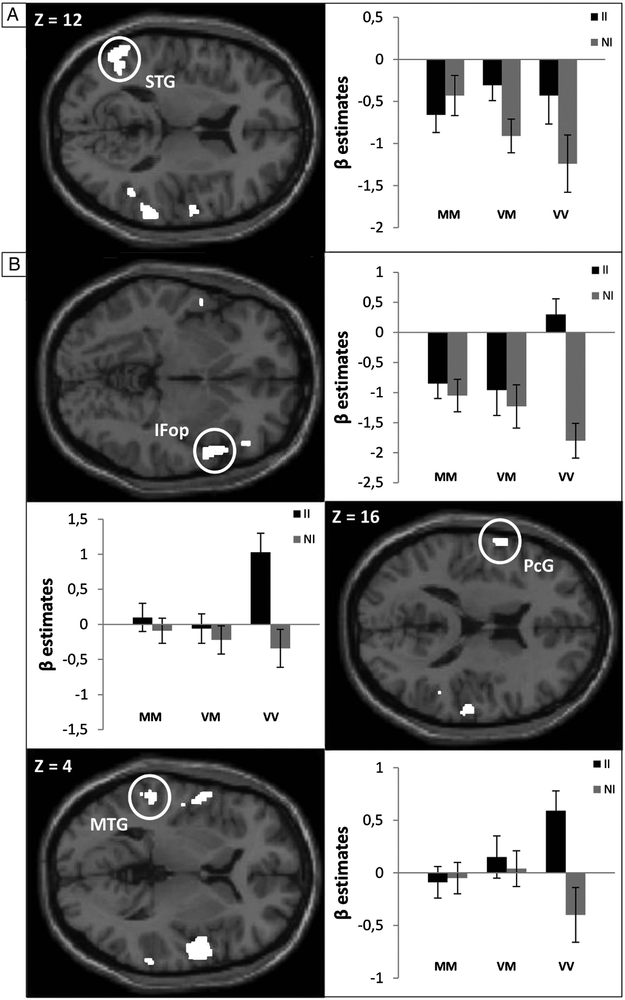 A
Z = 12
STG
0,5
0
-0,5
-1
-1,5
-2
β estimates
II
NI
MM VM VV
B
IFop
1
0,5
0
-0,5
-1
-1,5
-2
-2,5
β estimates
II
NI
MM VM VV
1,5
1
0,5
0
-0,5
-1
-1,5
β estimates
II
NI
MM VM VV
Z = 16
PcG
Z = 4
MTG
1
0,5
0
-0,5
-1
β estimates
II
NI
MM VM VV